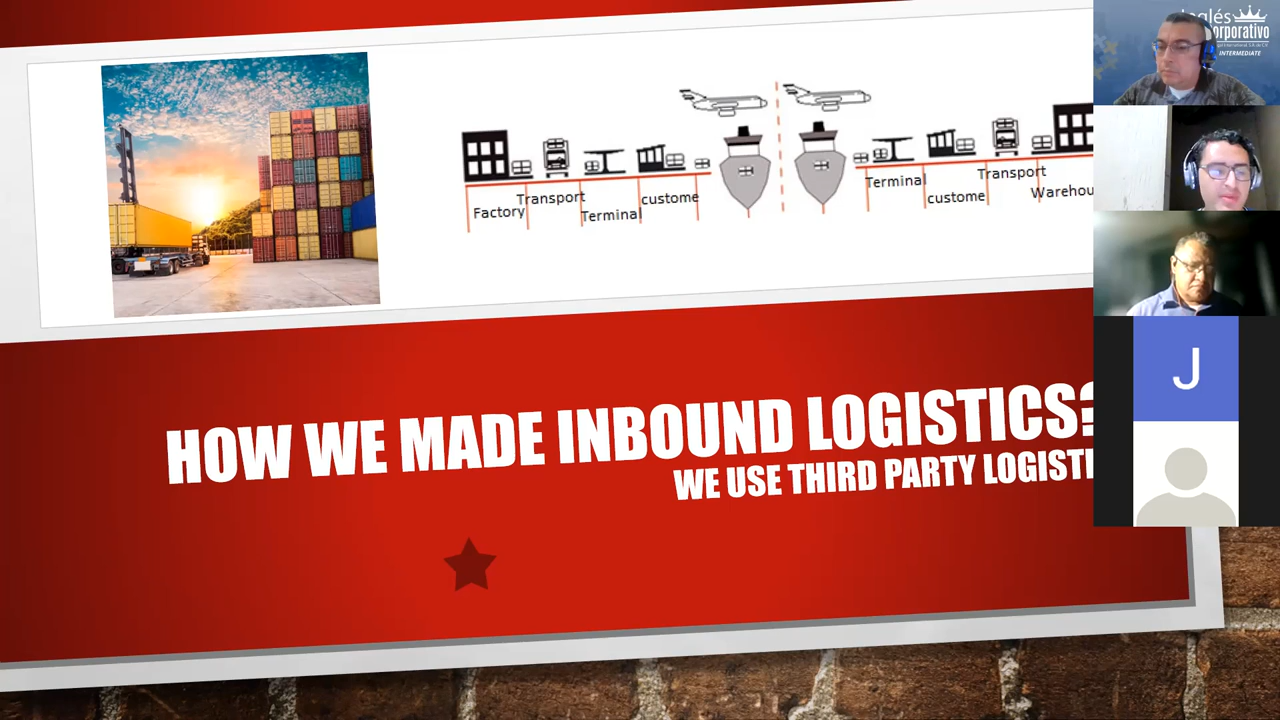 Inglés
Corporativo
INTERMEDIATE
Factory
Transport
Terminal
custome
Terminal
custome
Transport
Warehou
HOW WE MADE INBOUND LOGISTICS?
WE USE THIRD PARTY LOGISTI
J